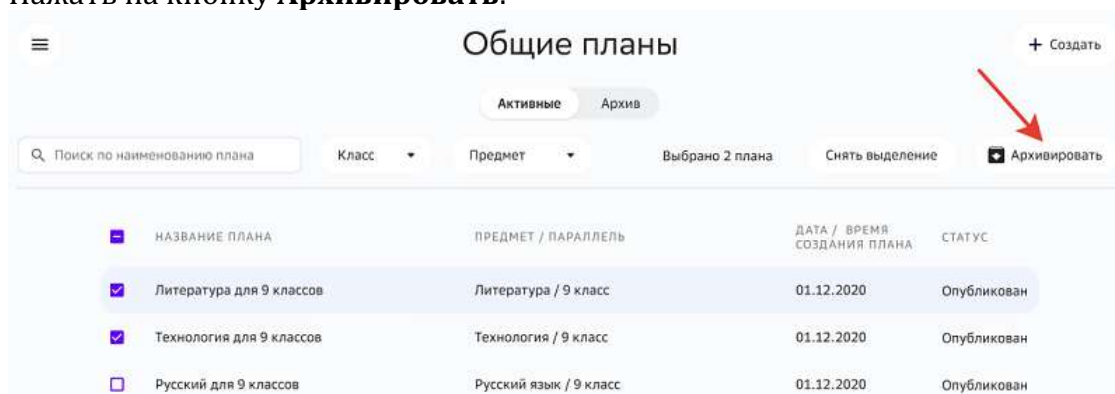 Нажать на кнопку Архивировать.
Общие планы
+ Создать
Активные Архив
Поиск по наименованию плана Класс Предмет Выбрано 2 плана Снять выделение Архивировать
НАЗВАНИЕ ПЛАНА ПРЕДМЕТ / ПАРАЛЛЕЛЬ ДАТА / ВРЕМЯ СОЗДАНИЯ ПЛАНА СТАТУС
Литература для 9 классов Литература / 9 класс 01.12.2020 Опубликован
Технология для 9 классов Технология / 9 класс 01.12.2020 Опубликован
Русский для 9 классов Русский язык / 9 класс 01.12.2020 Опубликован